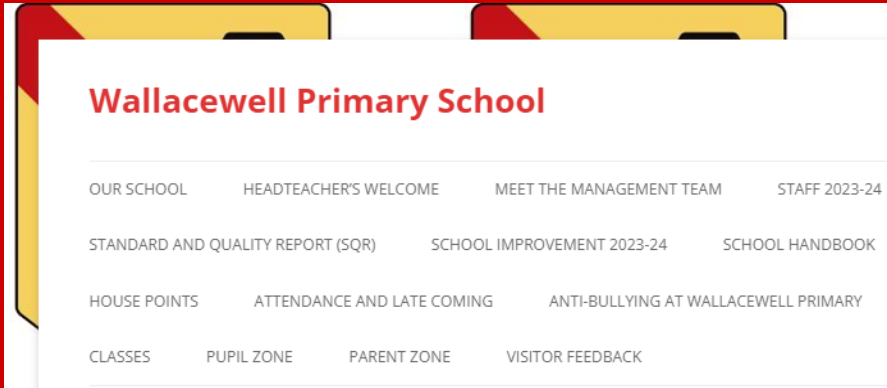 Wallacewell Primary School
OUR SCHOOL HEADTEACHER'S WELCOME MEET THE MANAGEMENT TEAM STAFF 2023-24
STANDARD AND QUALITY REPORT (SQR) SCHOOL IMPROVEMENT 2023-24 SCHOOL HANDBOOK
HOUSE POINTS ATTENDANCE AND LATE COMING ANTI-BULLYING AT WALLACEWELL PRIMARY
CLASSES PUPIL ZONE PARENT ZONE VISITOR FEEDBACK